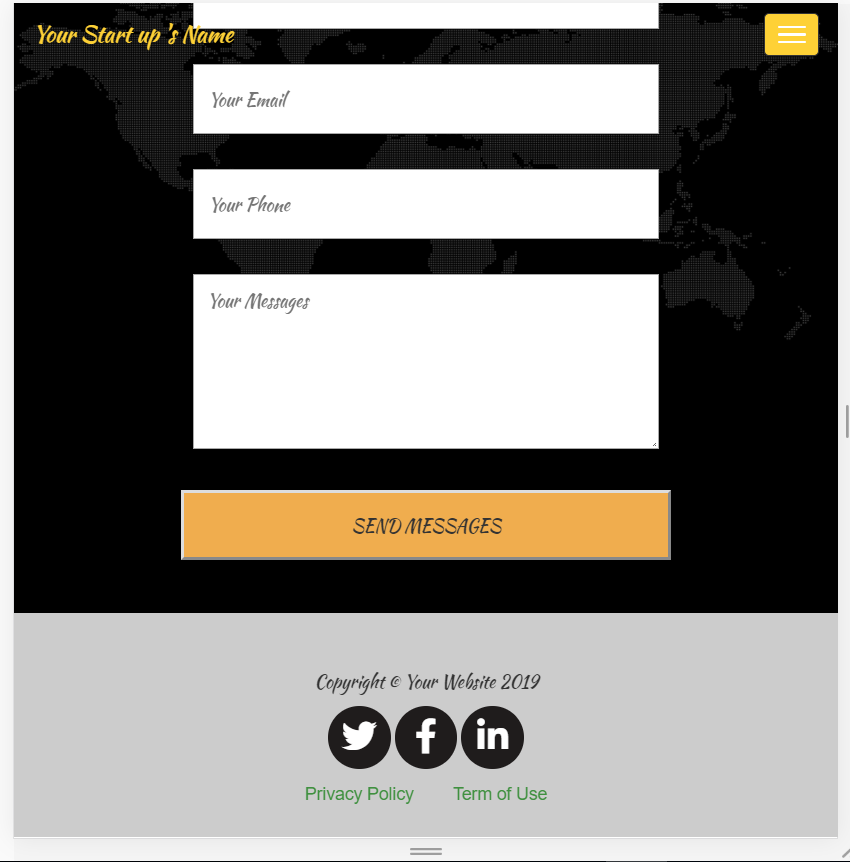 Your Start up 's Name
Your Email
Your Phone
Your Messages
SEND MESSAGES
Copyright © Your Website 2019
Privacy Policy Term of Use